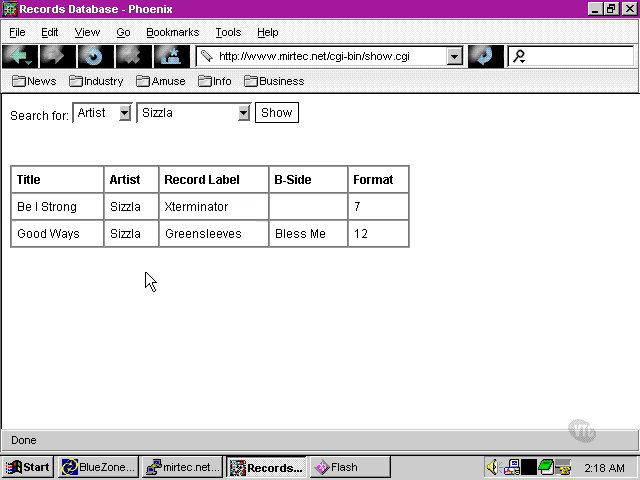 Records Database - Phoenix
File Edit View Go Bookmarks Tools Help
http://www.mirtec.net/cgi-bin/show.cgi
News Industry Amuse Info Business
Search for: Artist Sizzla Show
Title Artist Record Label B-Side Format
Be I Strong Sizzla Xterminator 7
Good Ways Sizzla Greensleeves Bless Me 12
Done
VTC
Start BlueZone... mirtec.net... Records... Flash 2:18 AM